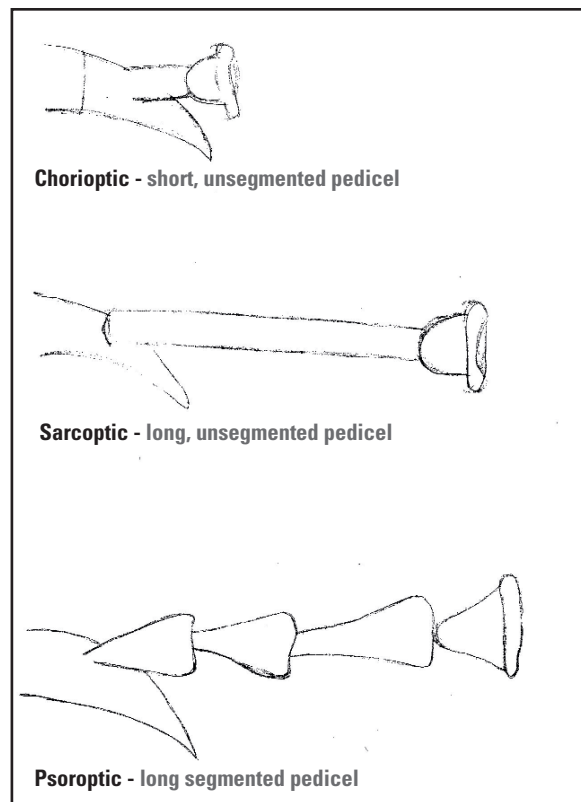 Chorioptic - short, unsegmented pedicel
Sarcoptic - long, unsegmented pedicel
Psoroptic - long segmented pedicel